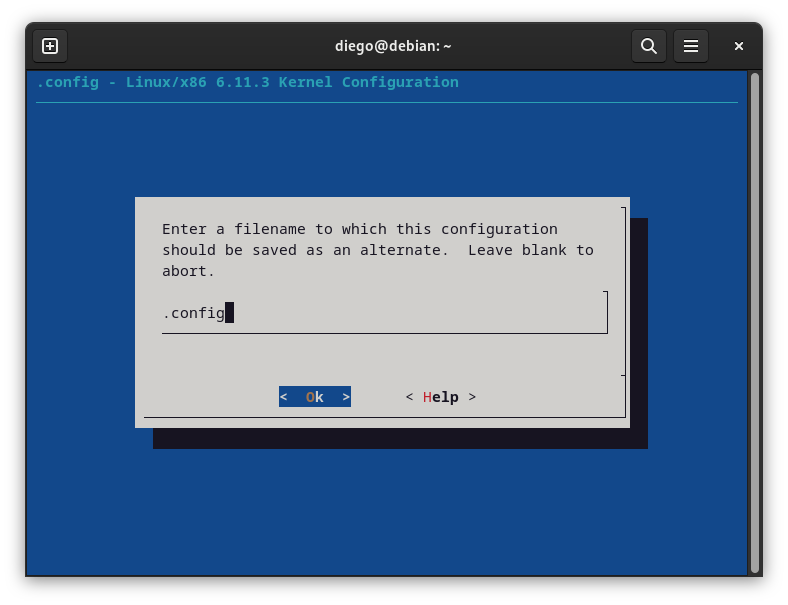 diego@debian: ~
.config - Linux/x86 6.11.3 Kernel Configuration
Enter a filename to which this configuration
should be saved as an alternate.  Leave blank to
abort.
.config
<  Ok  > < Help >